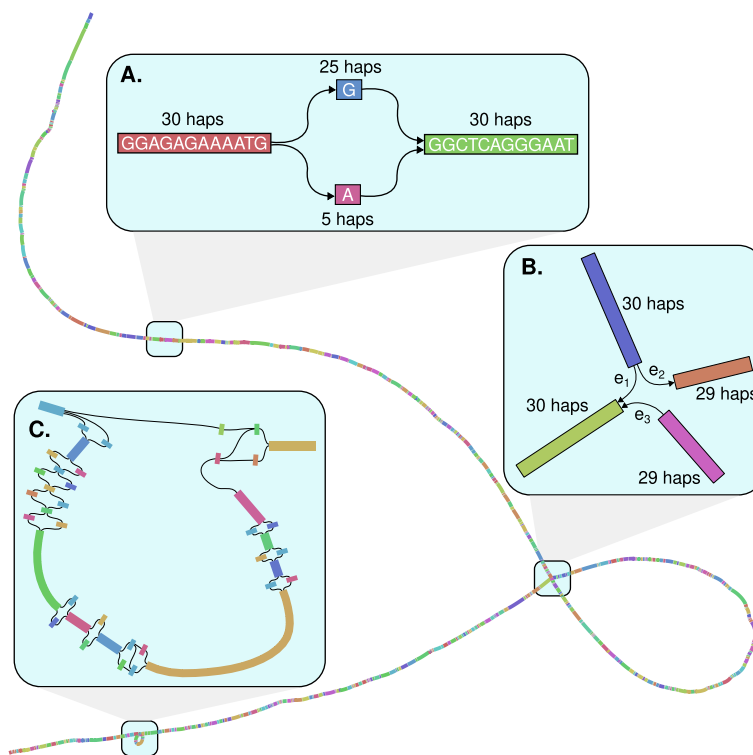 A.
25 haps
G
30 haps
GGAGAGAAAATG
30 haps
GGCTCAGGGAAT
A
5 haps
B.
30 haps
e1
e2
29 haps
30 haps
e3
29 haps
C.